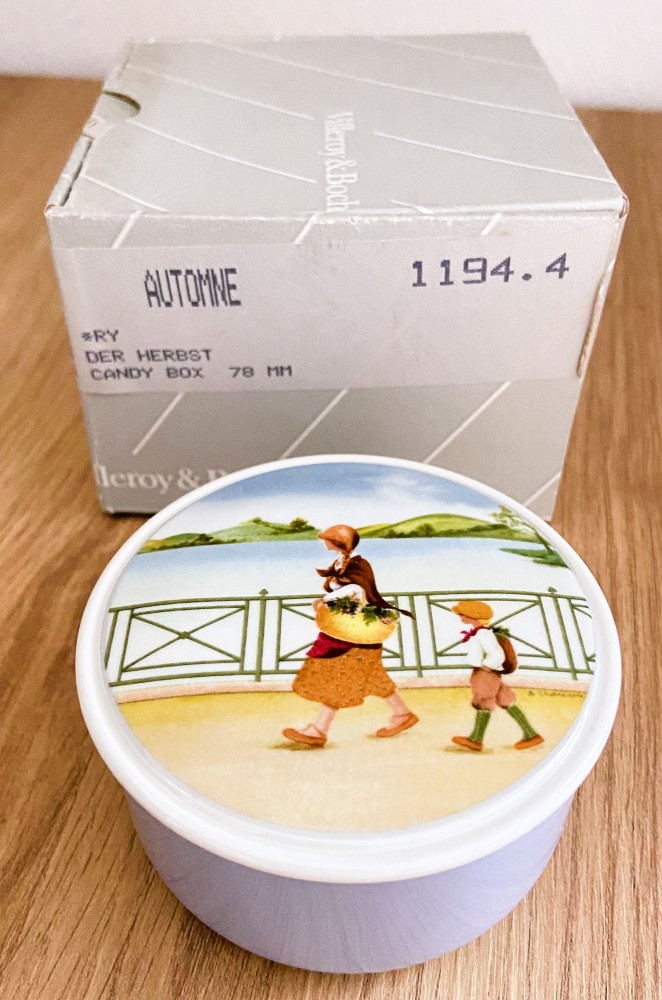 Villeroy & Boch
AUTOMNE 1194.4
*RY
DER HERBST
CANDY BOX 78 MM
lleroy & B